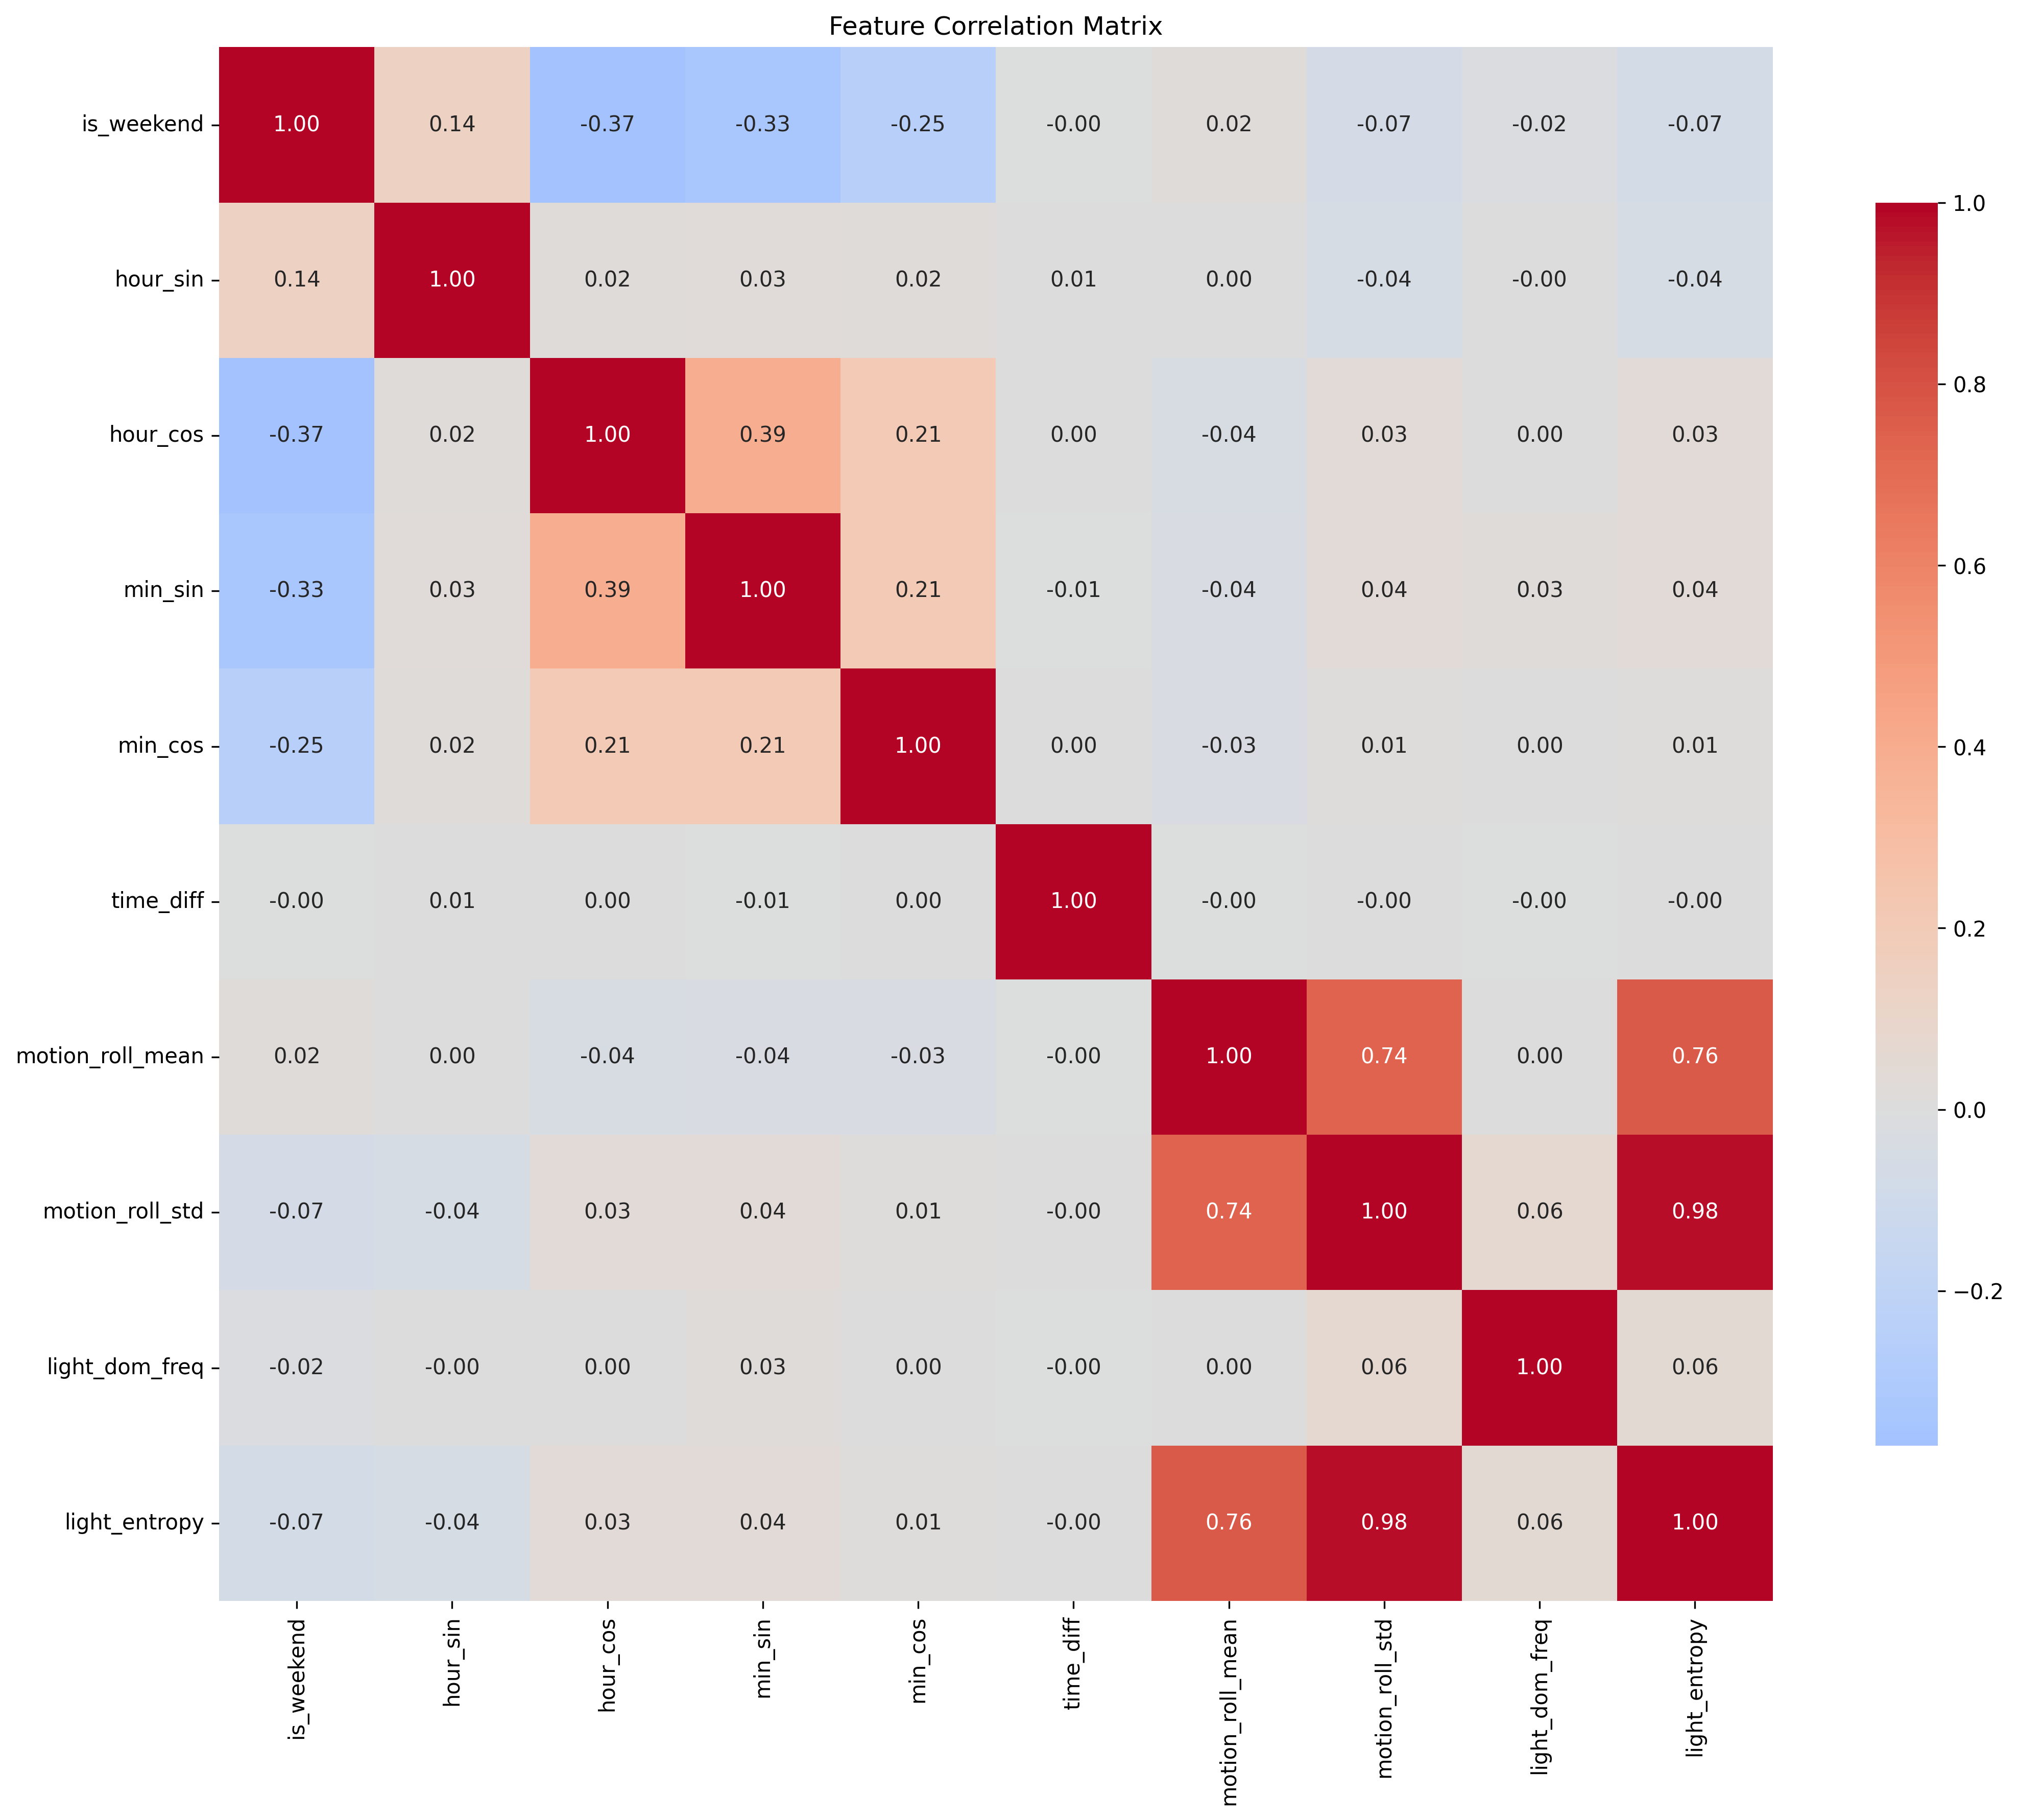 Feature Correlation Matrix
is_weekend 1.00 0.14 -0.37 -0.33 -0.25 -0.00 0.02 -0.07 -0.02 -0.07
hour_sin 0.14 1.00 0.02 0.03 0.02 0.01 0.00 -0.04 -0.00 -0.04
hour_cos -0.37 0.02 1.00 0.39 0.21 0.00 -0.04 0.03 0.00 0.03
min_sin -0.33 0.03 0.39 1.00 0.21 -0.01 -0.04 0.04 0.03 0.04
min_cos -0.25 0.02 0.21 0.21 1.00 0.00 -0.03 0.01 0.00 0.01
time_diff -0.00 0.01 0.00 -0.01 0.00 1.00 -0.00 -0.00 -0.00 -0.00
motion_roll_mean 0.02 0.00 -0.04 -0.04 -0.03 -0.00 1.00 0.74 0.00 0.76
motion_roll_std -0.07 -0.04 0.03 0.04 0.01 -0.00 0.74 1.00 0.06 0.98
light_dom_freq -0.02 -0.00 0.00 0.03 0.00 -0.00 0.00 0.06 1.00 0.06
light_entropy -0.07 -0.04 0.03 0.04 0.01 -0.00 0.76 0.98 0.06 1.00
is_weekend
hour_sin
hour_cos
min_sin
min_cos
time_diff
motion_roll_mean
motion_roll_std
light_dom_freq
light_entropy
1.0
0.8
0.6
0.4
0.2
0.0
−0.2